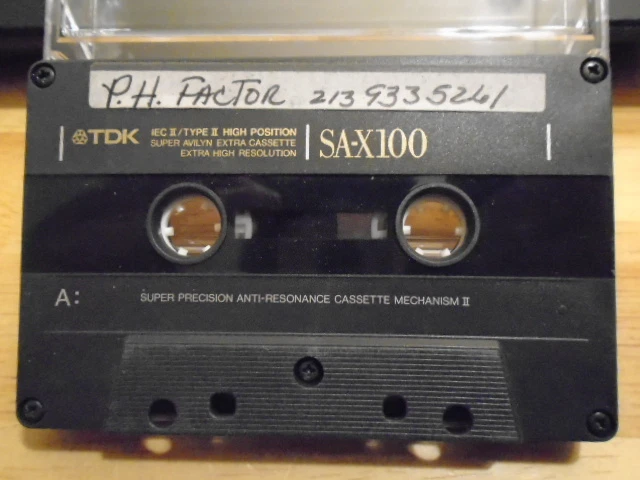 P.H. FACTOR 213 933 5261
TDK
IEC II/TYPE II HIGH POSITION
SUPER AVILYN EXTRA CASSETTE
EXTRA HIGH RESOLUTION
SA-X100
A:
SUPER PRECISION ANTI-RESONANCE CASSETTE MECHANISM II